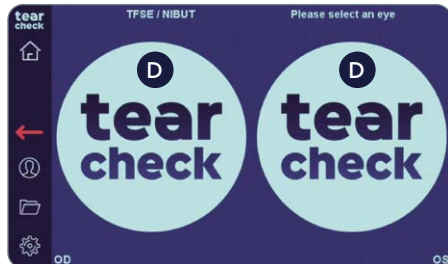 tear
check
TFSE / NIBUT
Please select an eye
D
tear
check
D
tear
check
OD
OS